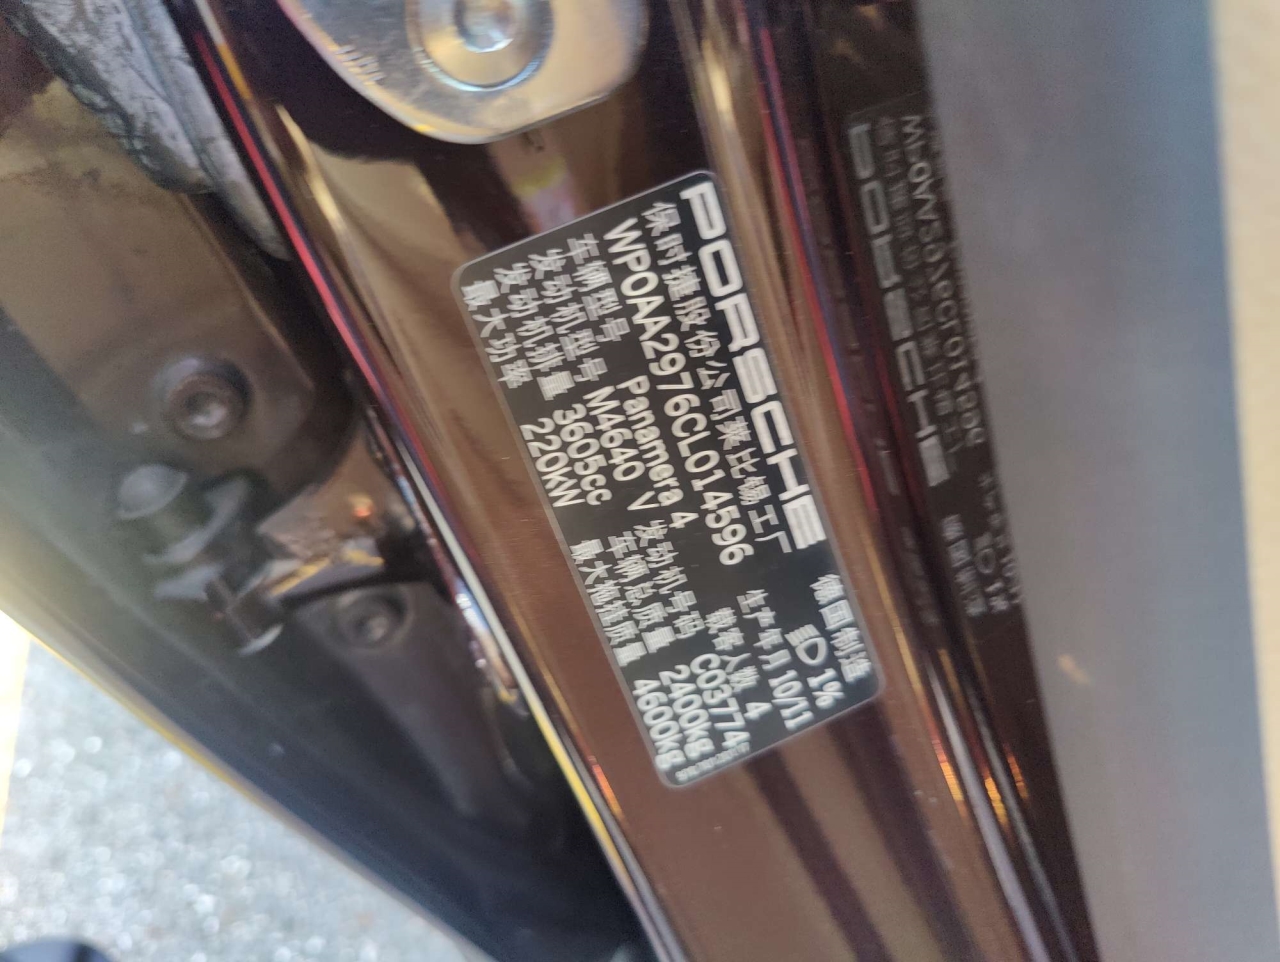 PORSCHE
保时捷股份公司莱比锡工厂 德国制造
WP0AA2976CL014596 1%
车辆型号 Panamera 4 生产年月 10/11
发动机型号 M4640 V 载客人数 4
发动机排量 3605cc 发动机号码 C03774
最大功率 220kW 车辆总质量 2400kg
最大拖挂质量 4600kg